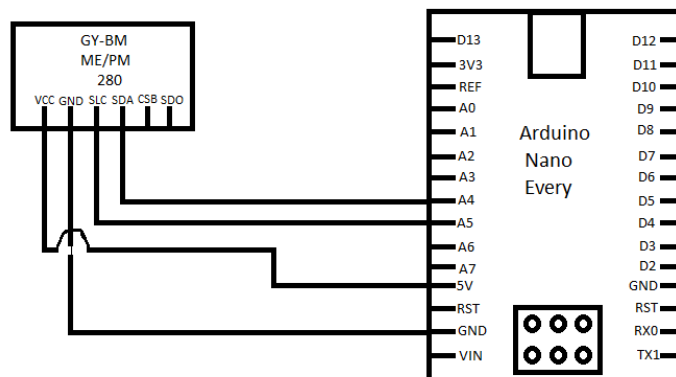 GY-BM
ME/PM
280
VCC GND SLC SDA CSB SDO
Arduino
Nano
Every
D13
3V3
REF
A0
A1
A2
A3
A4
A5
A6
A7
5V
RST
GND
VIN
D12
D11
D10
D9
D8
D7
D6
D5
D4
D3
D2
GND
RST
RX0
TX1